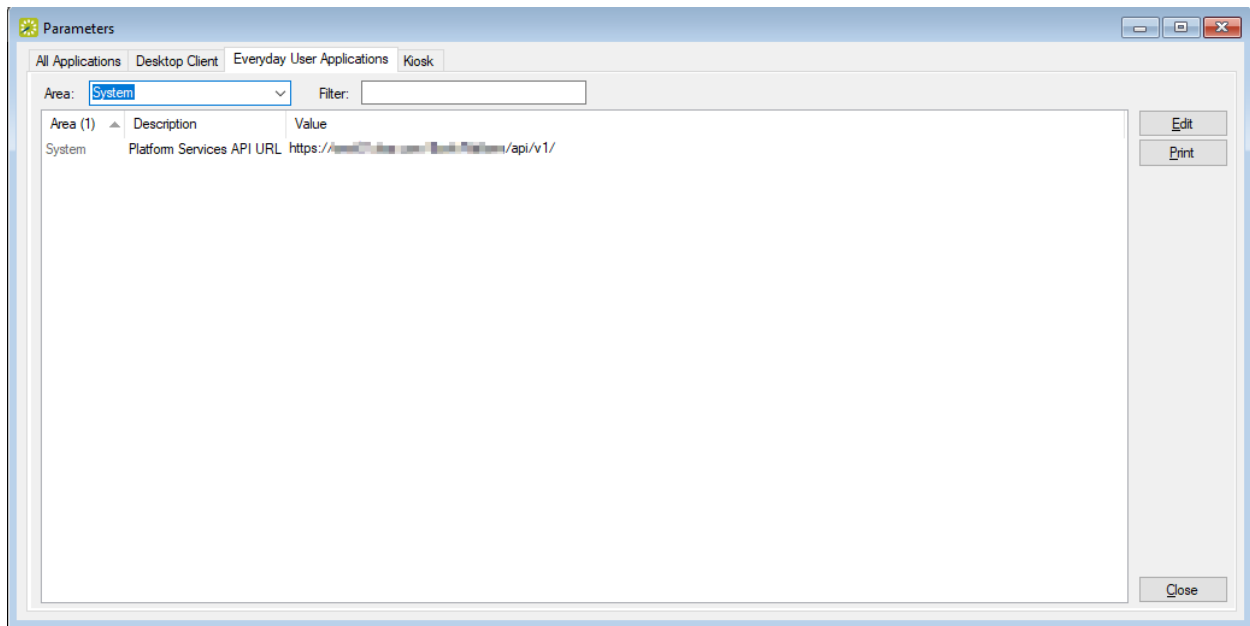 Parameters
All Applications Desktop Client Everyday User Applications Kiosk
Area: System Filter:
Area (1) Description Value Edit
System Platform Services API URL https:// /api/v1/ Print
Close